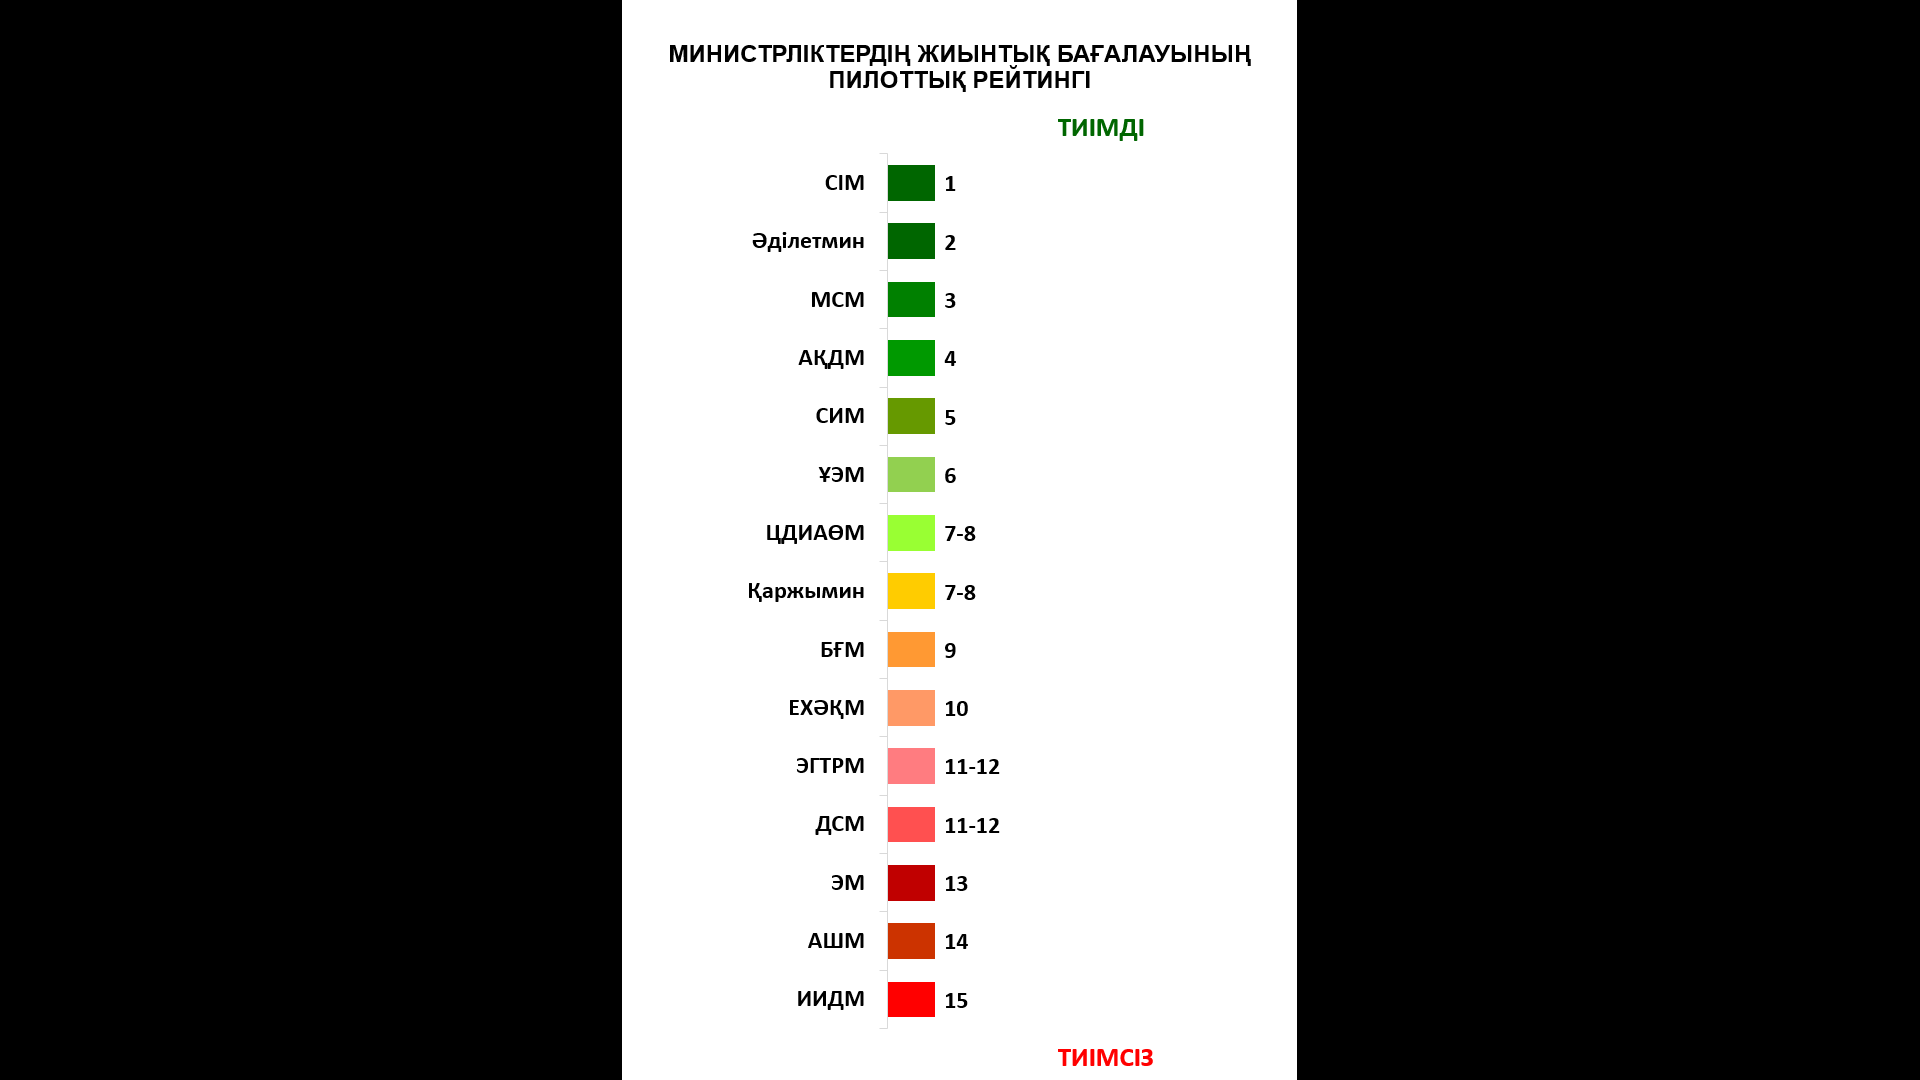 МИНИСТРЛІКТЕРДІҢ ЖИЫНТЫҚ БАҒАЛАУЫНЫҢ
ПИЛОТТЫҚ РЕЙТИНГІ
ТИІМДІ
СІМ 1
Әділетмин 2
МСМ 3
АҚДМ 4
СИМ 5
ҰЭМ 6
ЦДИАӨМ 7-8
Қаржымин 7-8
БҒМ 9
ЕХӘҚМ 10
ЭГТРМ 11-12
ДСМ 11-12
ЭМ 13
АШМ 14
ИИДМ 15
ТИІМСІЗ